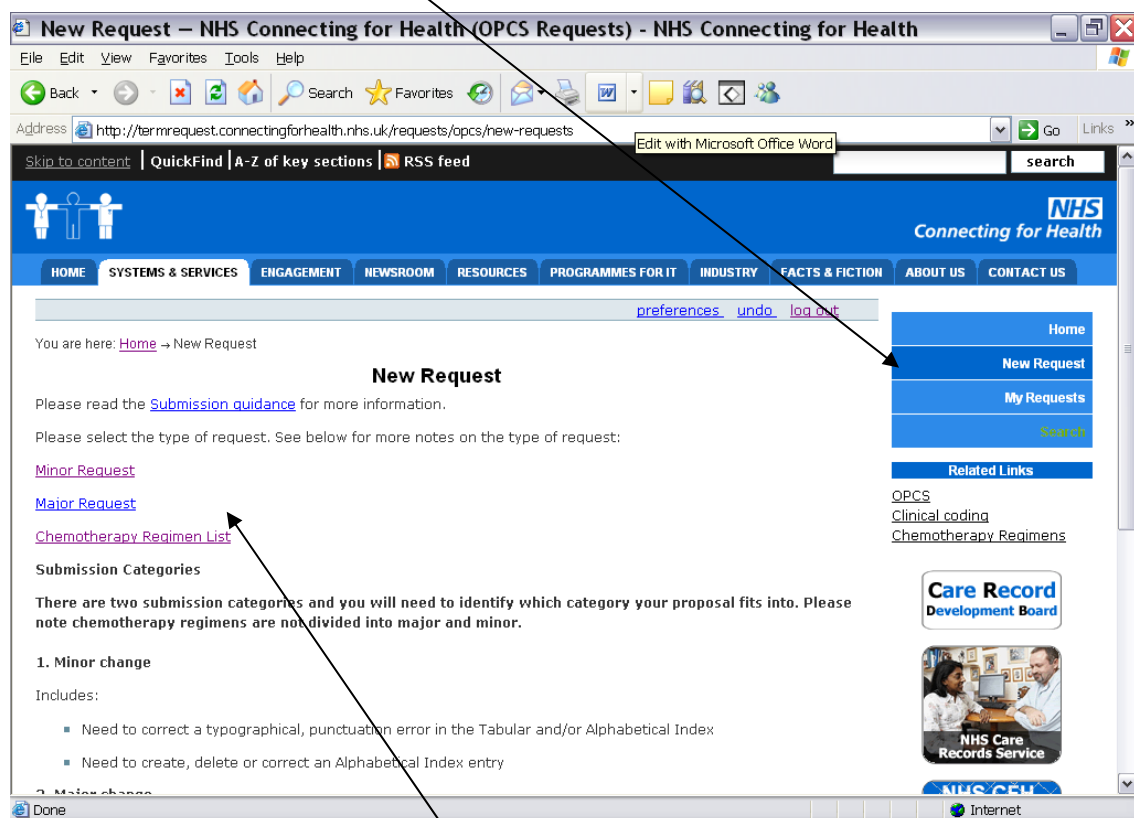 New Request – NHS Connecting for Health (OPCS Requests) - NHS Connecting for Health
File Edit View Favorites Tools Help
Back Search Favorites
Address http://termrequest.connectingforhealth.nhs.uk/requests/opcs/new-requests Go Links »
Edit with Microsoft Office Word
Skip to content | QuickFind | A-Z of key sections | RSS feed search
NHS
Connecting for Health
HOME SYSTEMS & SERVICES ENGAGEMENT NEWSROOM RESOURCES PROGRAMMES FOR IT INDUSTRY FACTS & FICTION ABOUT US CONTACT US
preferences undo log out
Home
You are here: Home → New Request
New Request
New Request
Please read the Submission guidance for more information.
My Requests
Please select the type of request. See below for more notes on the type of request:
Search
Minor Request
Related Links
Major Request
OPCS
Clinical coding
Chemotherapy Regimen List
Chemotherapy Regimens
Submission Categories
There are two submission categories and you will need to identify which category your proposal fits into. Please
note chemotherapy regimens are not divided into major and minor.
Care Record
Development Board
1. Minor change
Includes:
Need to correct a typographical, punctuation error in the Tabular and/or Alphabetical Index
Need to create, delete or correct an Alphabetical Index entry
NHS Care
Records Service
2. Major change
NHS CFH
Done Internet